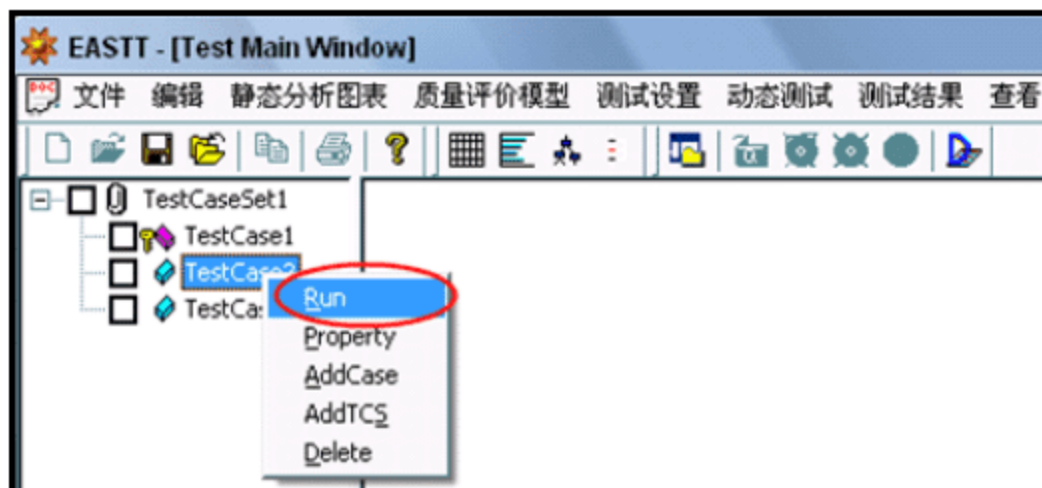 EASTT - [Test Main Window]
文件 编辑 静态分析图表 质量评价模型 测试设置 动态测试 测试结果 查看
TestCaseSet1
TestCase1
TestCase2
TestCa
Run
Property
AddCase
AddTCS
Delete